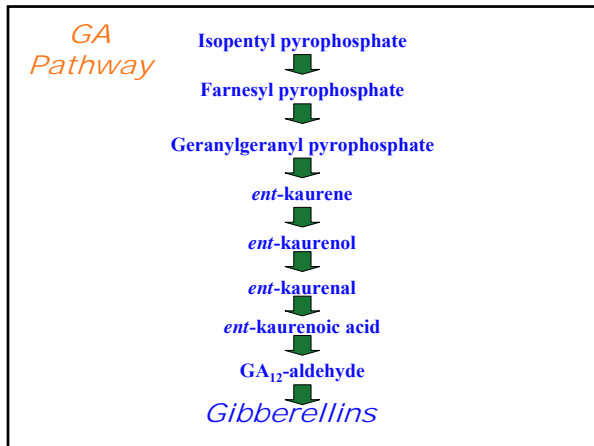 GA
Pathway
Isopentyl pyrophosphate
Farnesyl pyrophosphate
Geranylgeranyl pyrophosphate
ent-kaurene
ent-kaurenol
ent-kaurenal
ent-kaurenoic acid
GA₁₂-aldehyde
Gibberellins